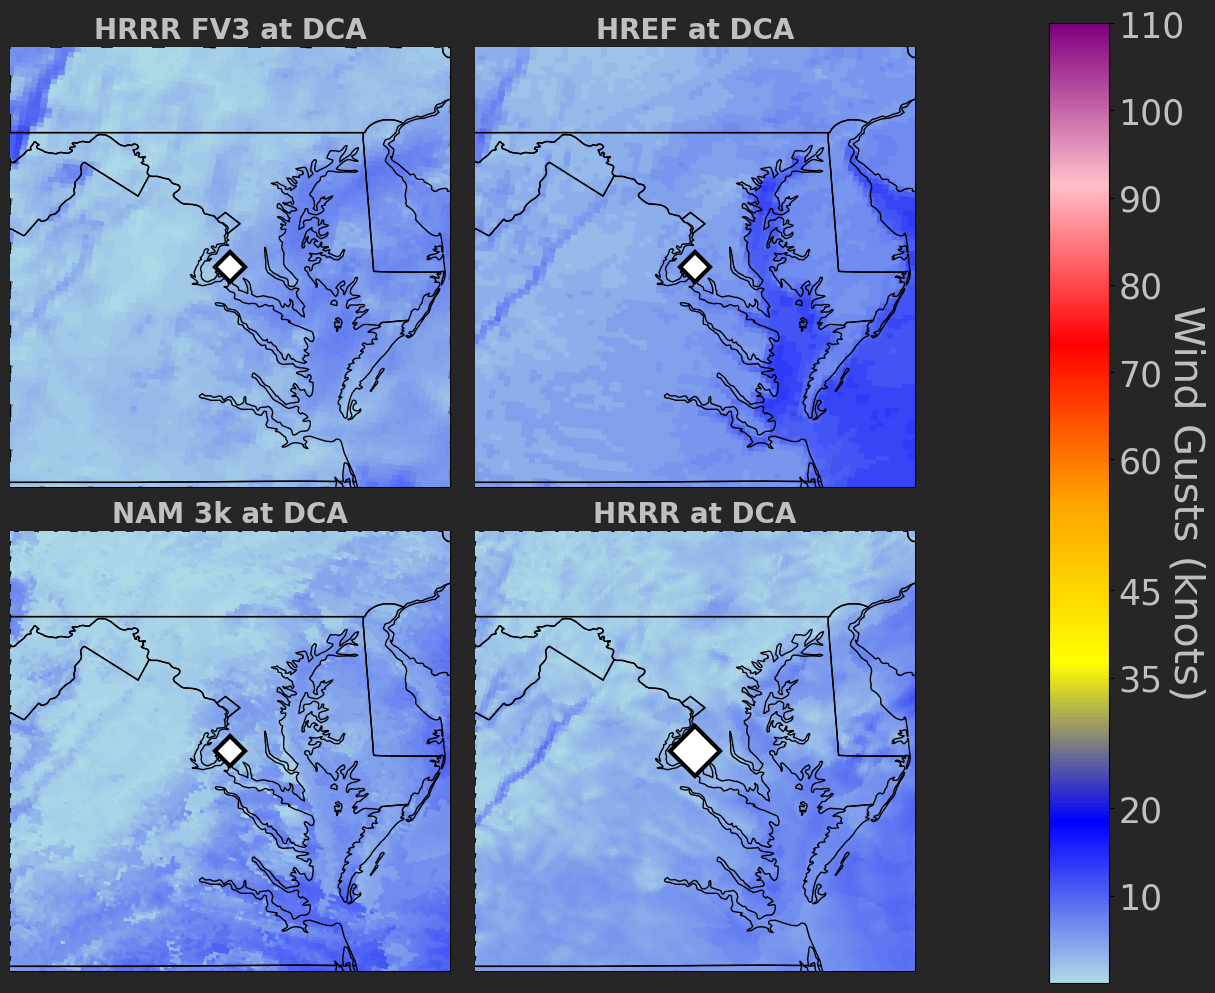 HRRR FV3 at DCA
HREF at DCA
NAM 3k at DCA
HRRR at DCA
110
100
90
80
70
60
45
35
20
10
Wind Gusts (knots)